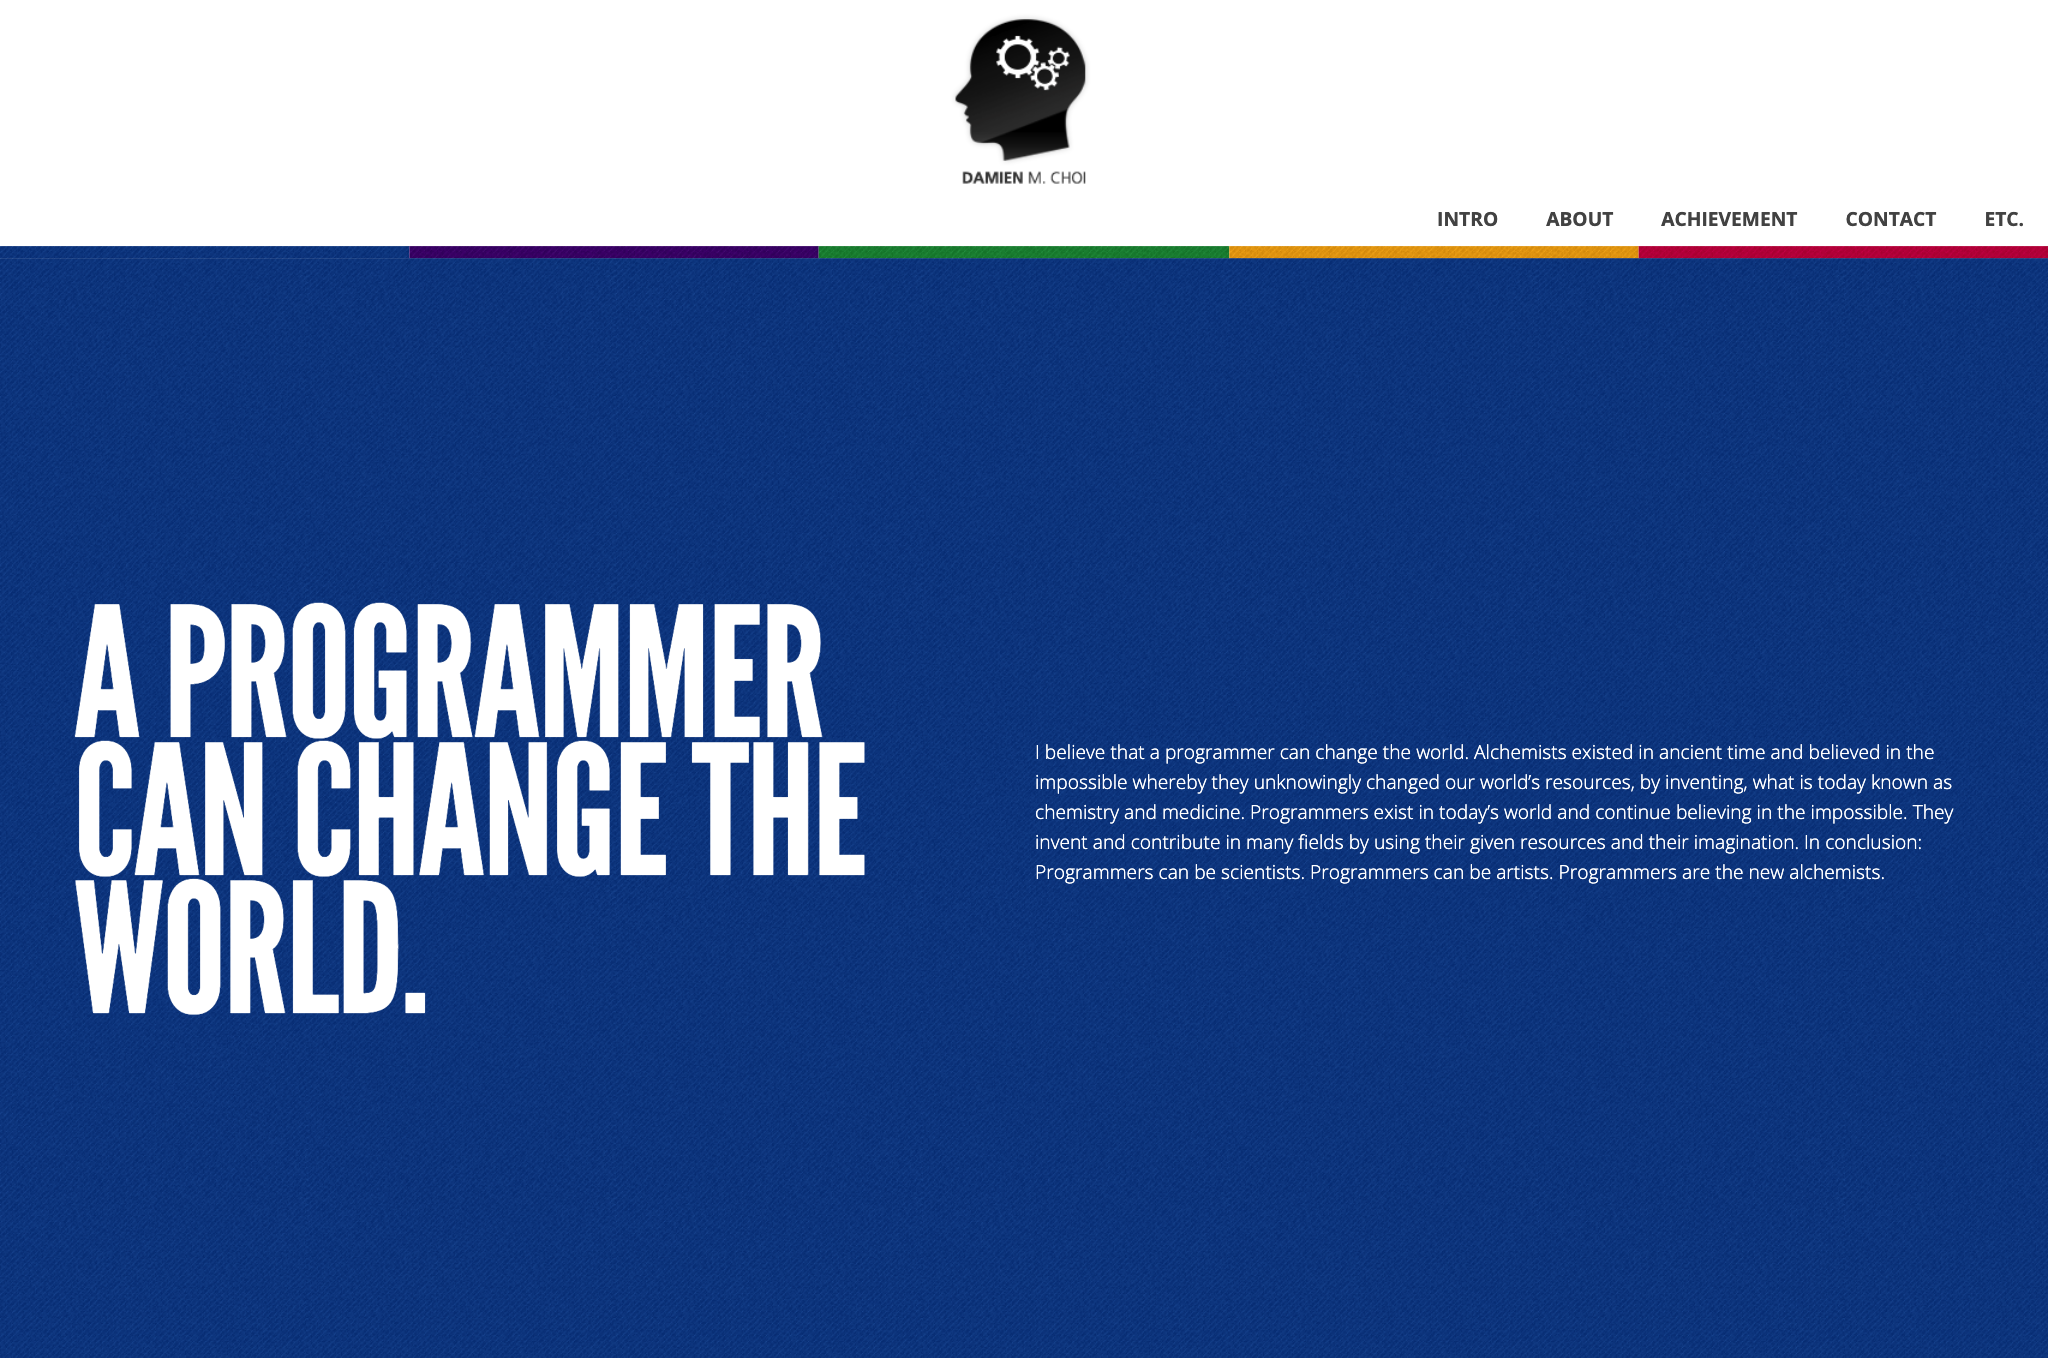 DAMIEN M. CHOI
INTRO ABOUT ACHIEVEMENT CONTACT ETC.
A PROGRAMMER
CAN CHANGE THE
WORLD.
I believe that a programmer can change the world. Alchemists existed in ancient time and believed in the
impossible whereby they unknowingly changed our world’s resources, by inventing, what is today known as
chemistry and medicine. Programmers exist in today’s world and continue believing in the impossible. They
invent and contribute in many fields by using their given resources and their imagination. In conclusion:
Programmers can be scientists. Programmers can be artists. Programmers are the new alchemists.